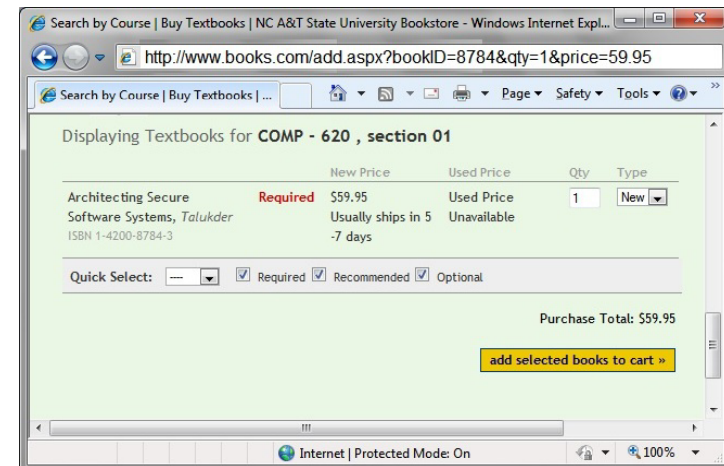 Search by Course | Buy Textbooks | NC A&T State University Bookstore - Windows Internet Expl...
http://www.books.com/add.aspx?bookID=8784&qty=1&price=59.95
Search by Course | Buy Textbooks | ...
Page Safety Tools »
Displaying Textbooks for COMP - 620 , section 01
New Price Used Price Qty Type
Architecting Secure Required $59.95 Used Price 1 New
Software Systems, Talukder Usually ships in 5 Unavailable
ISBN 1-4200-8784-3 -7 days
Quick Select: ---- Required Recommended Optional
Purchase Total: $59.95
add selected books to cart »
Internet | Protected Mode: On 100%